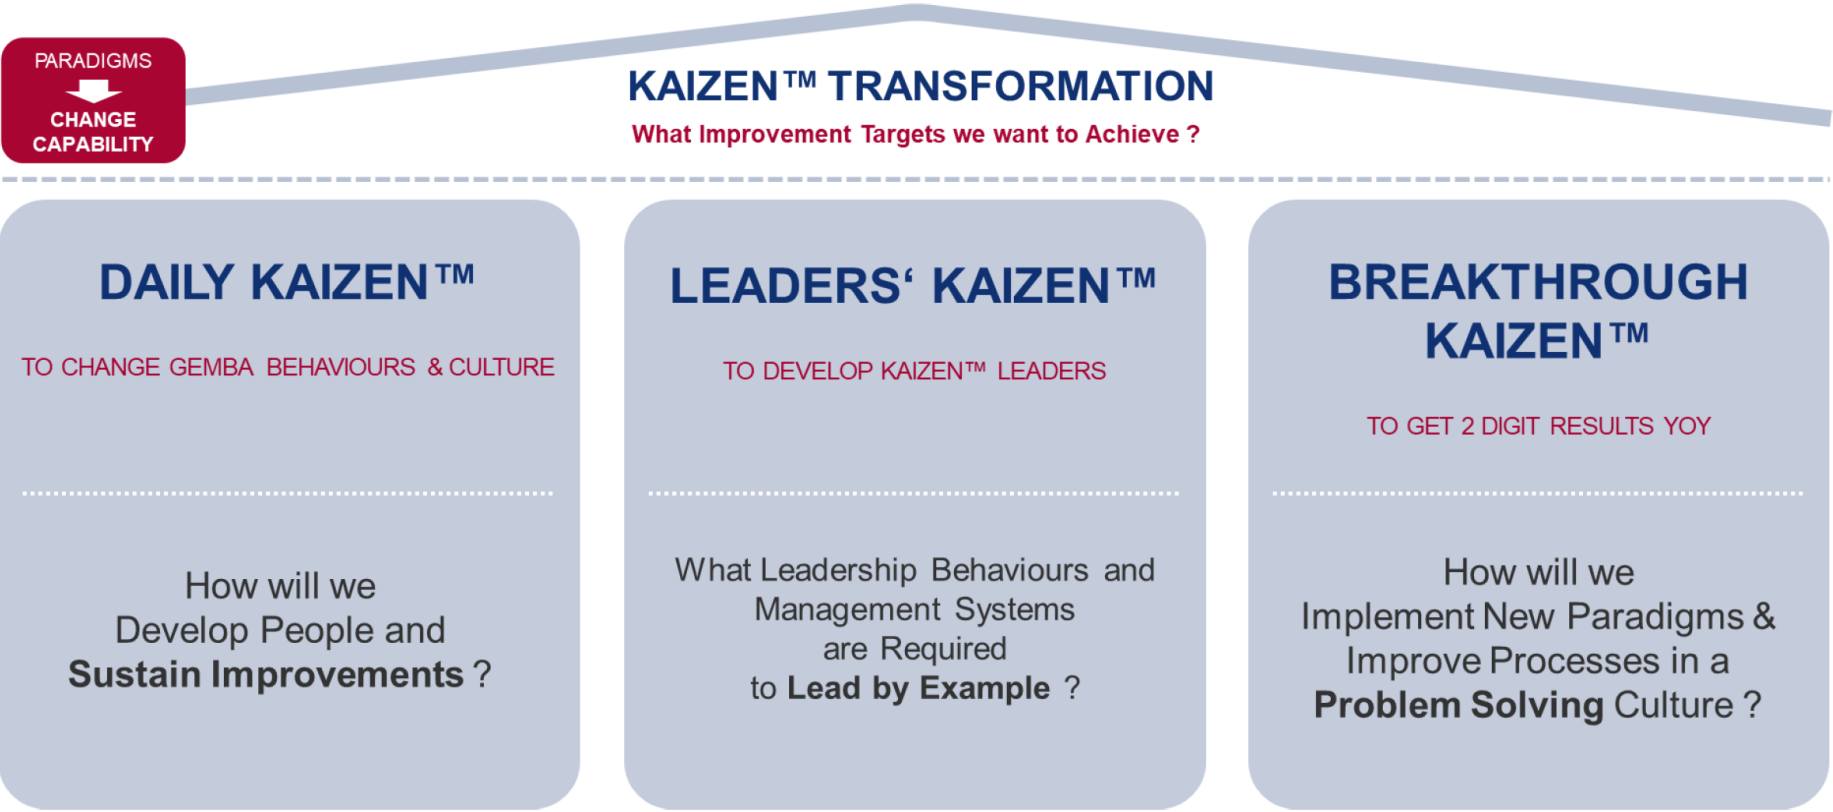 PARADIGMS
CHANGE
CAPABILITY
KAIZEN™ TRANSFORMATION
What Improvement Targets we want to Achieve ?
DAILY KAIZEN™
TO CHANGE GEMBA BEHAVIOURS & CULTURE
How will we
Develop People and
Sustain Improvements ?
LEADERS‘ KAIZEN™
TO DEVELOP KAIZEN™ LEADERS
What Leadership Behaviours and
Management Systems
are Required
to Lead by Example ?
BREAKTHROUGH
KAIZEN™
TO GET 2 DIGIT RESULTS YOY
How will we
Implement New Paradigms &
Improve Processes in a
Problem Solving Culture ?